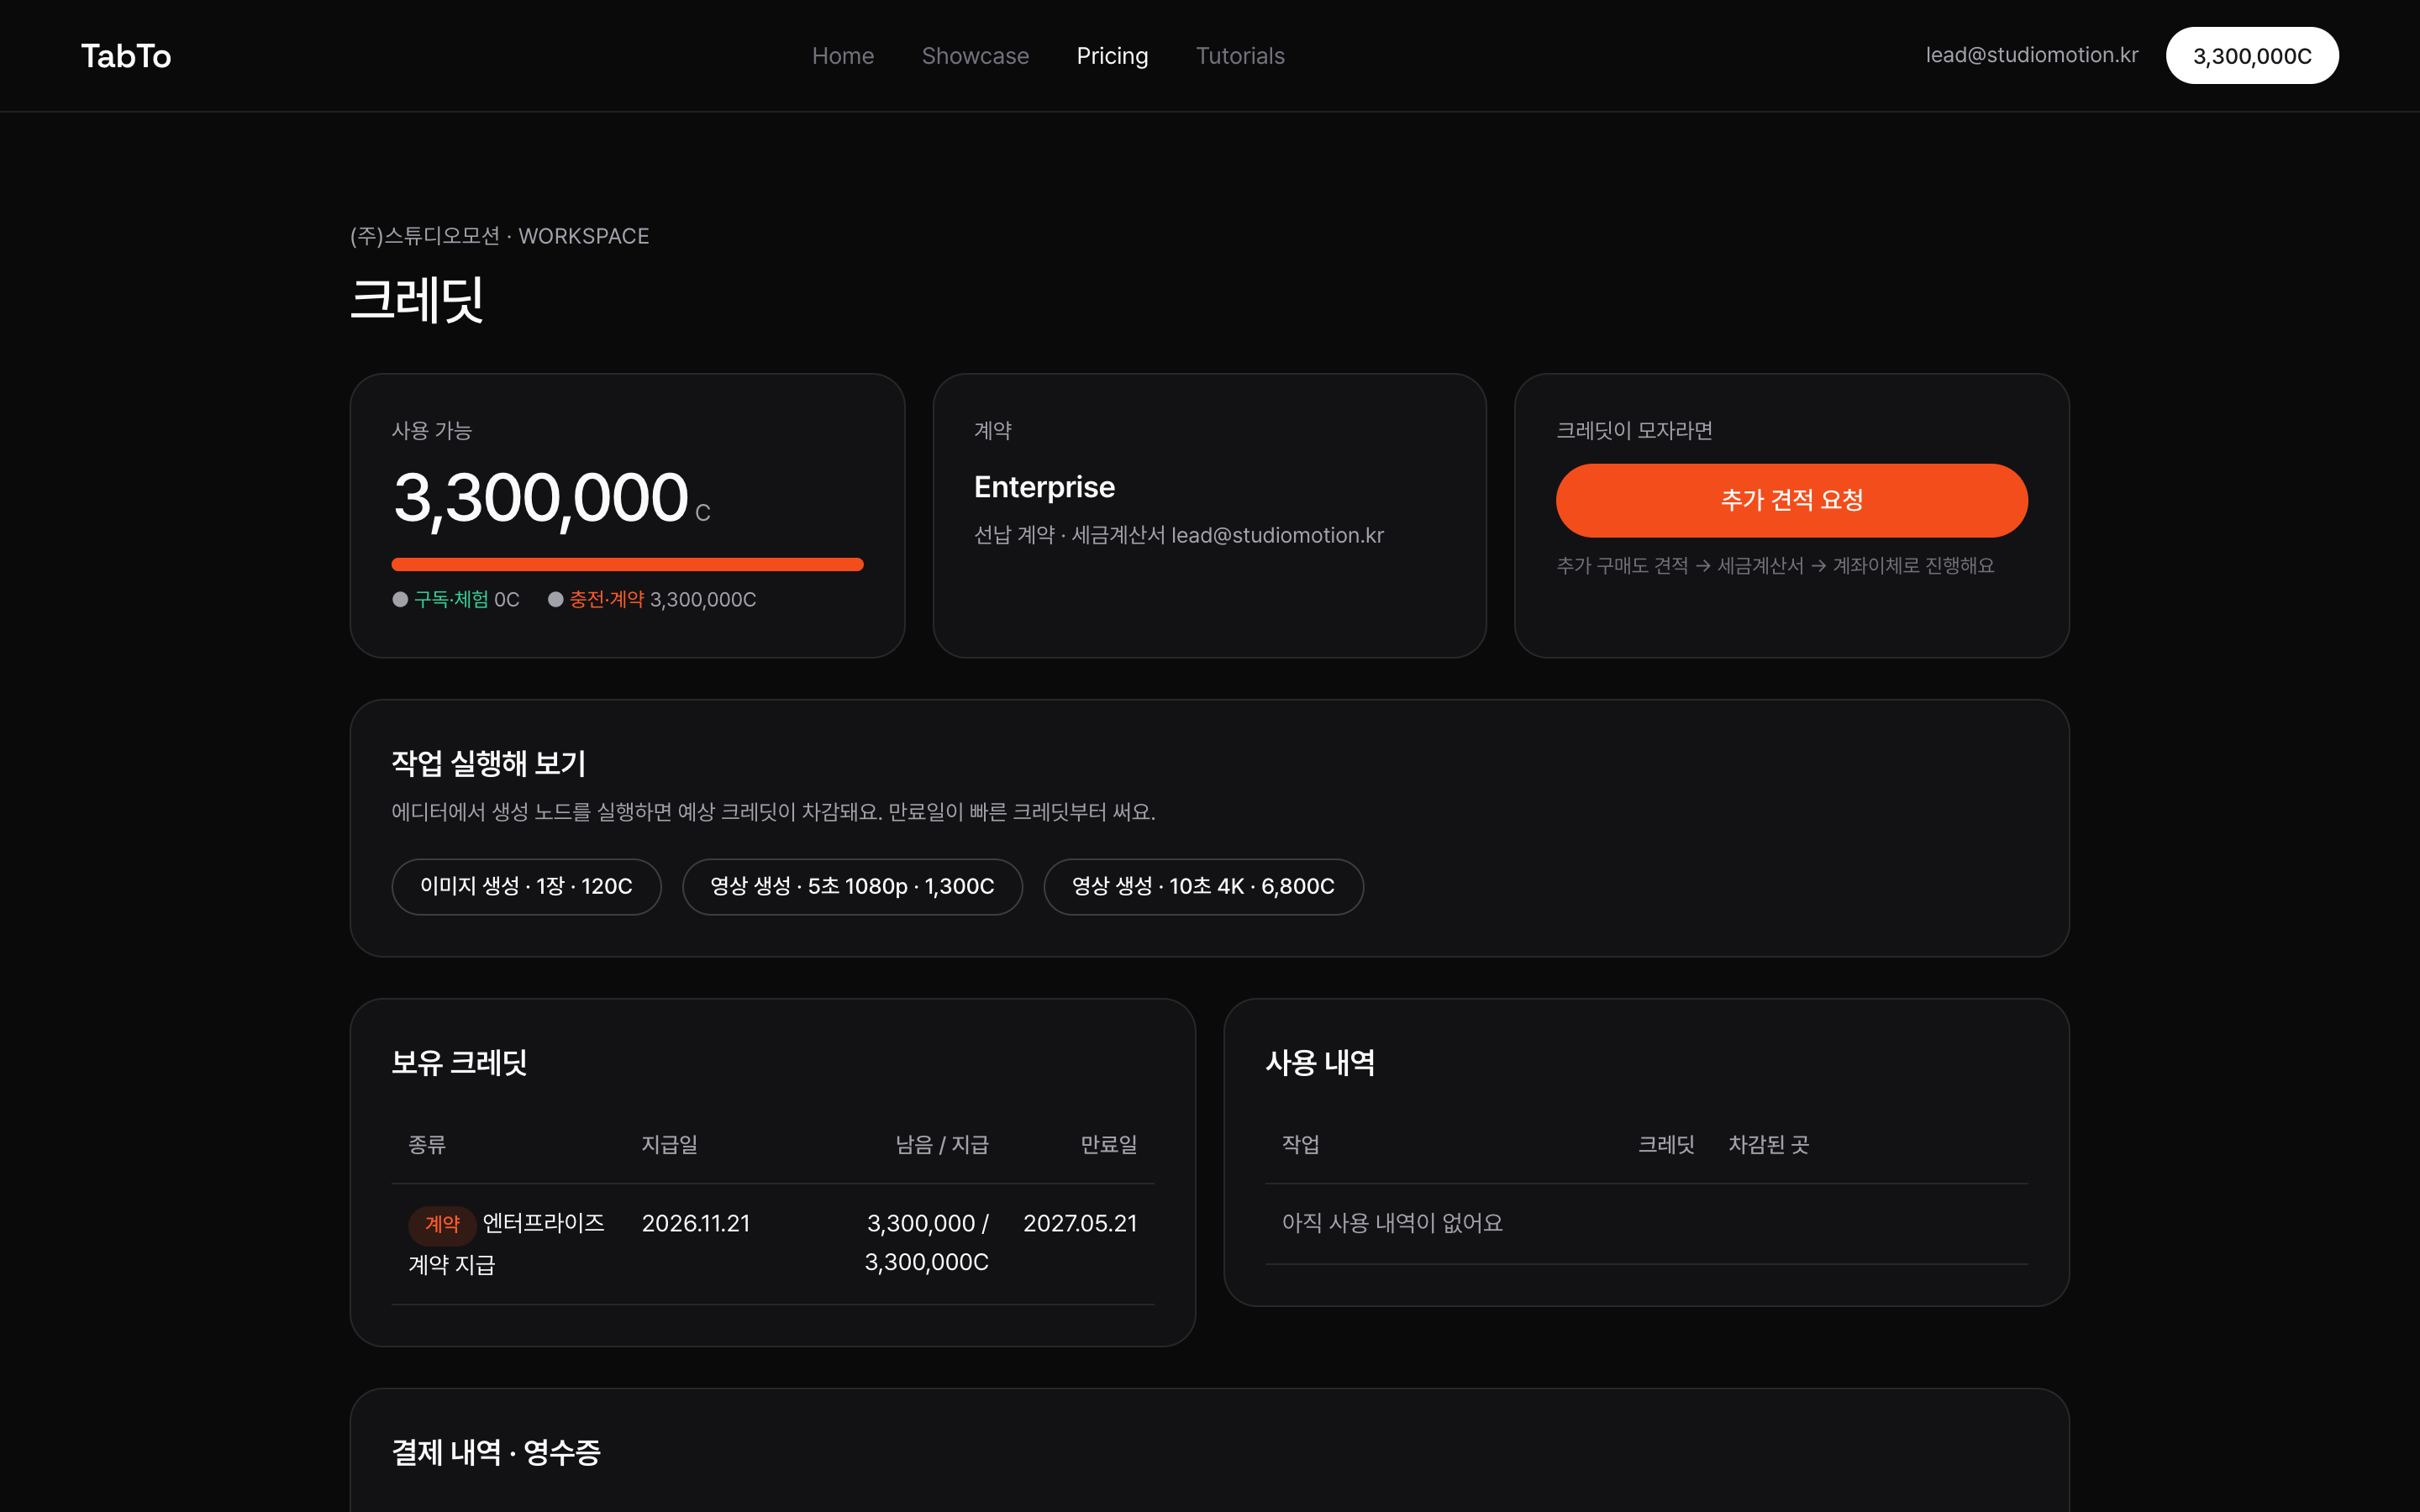 TabTo
Home
Showcase
Pricing
Tutorials
lead@studiomotion.kr
3,300,000C
(주)스튜디오모션 · WORKSPACE
크레딧
사용 가능
3,300,000 C
구독·체험 0C
충전·계약 3,300,000C
계약
Enterprise
선납 계약 · 세금계산서 lead@studiomotion.kr
크레딧이 모자라면
추가 견적 요청
추가 구매도 견적 → 세금계산서 → 계좌이체로 진행해요
작업 실행해 보기
에디터에서 생성 노드를 실행하면 예상 크레딧이 차감돼요. 만료일이 빠른 크레딧부터 써요.
이미지 생성 · 1장 · 120C
영상 생성 · 5초 1080p · 1,300C
영상 생성 · 10초 4K · 6,800C
보유 크레딧
종류
지급일
남음 / 지급
만료일
계약 엔터프라이즈
계약 지급
2026.11.21
3,300,000 /
3,300,000C
2027.05.21
사용 내역
작업
크레딧
차감된 곳
아직 사용 내역이 없어요
결제 내역 · 영수증